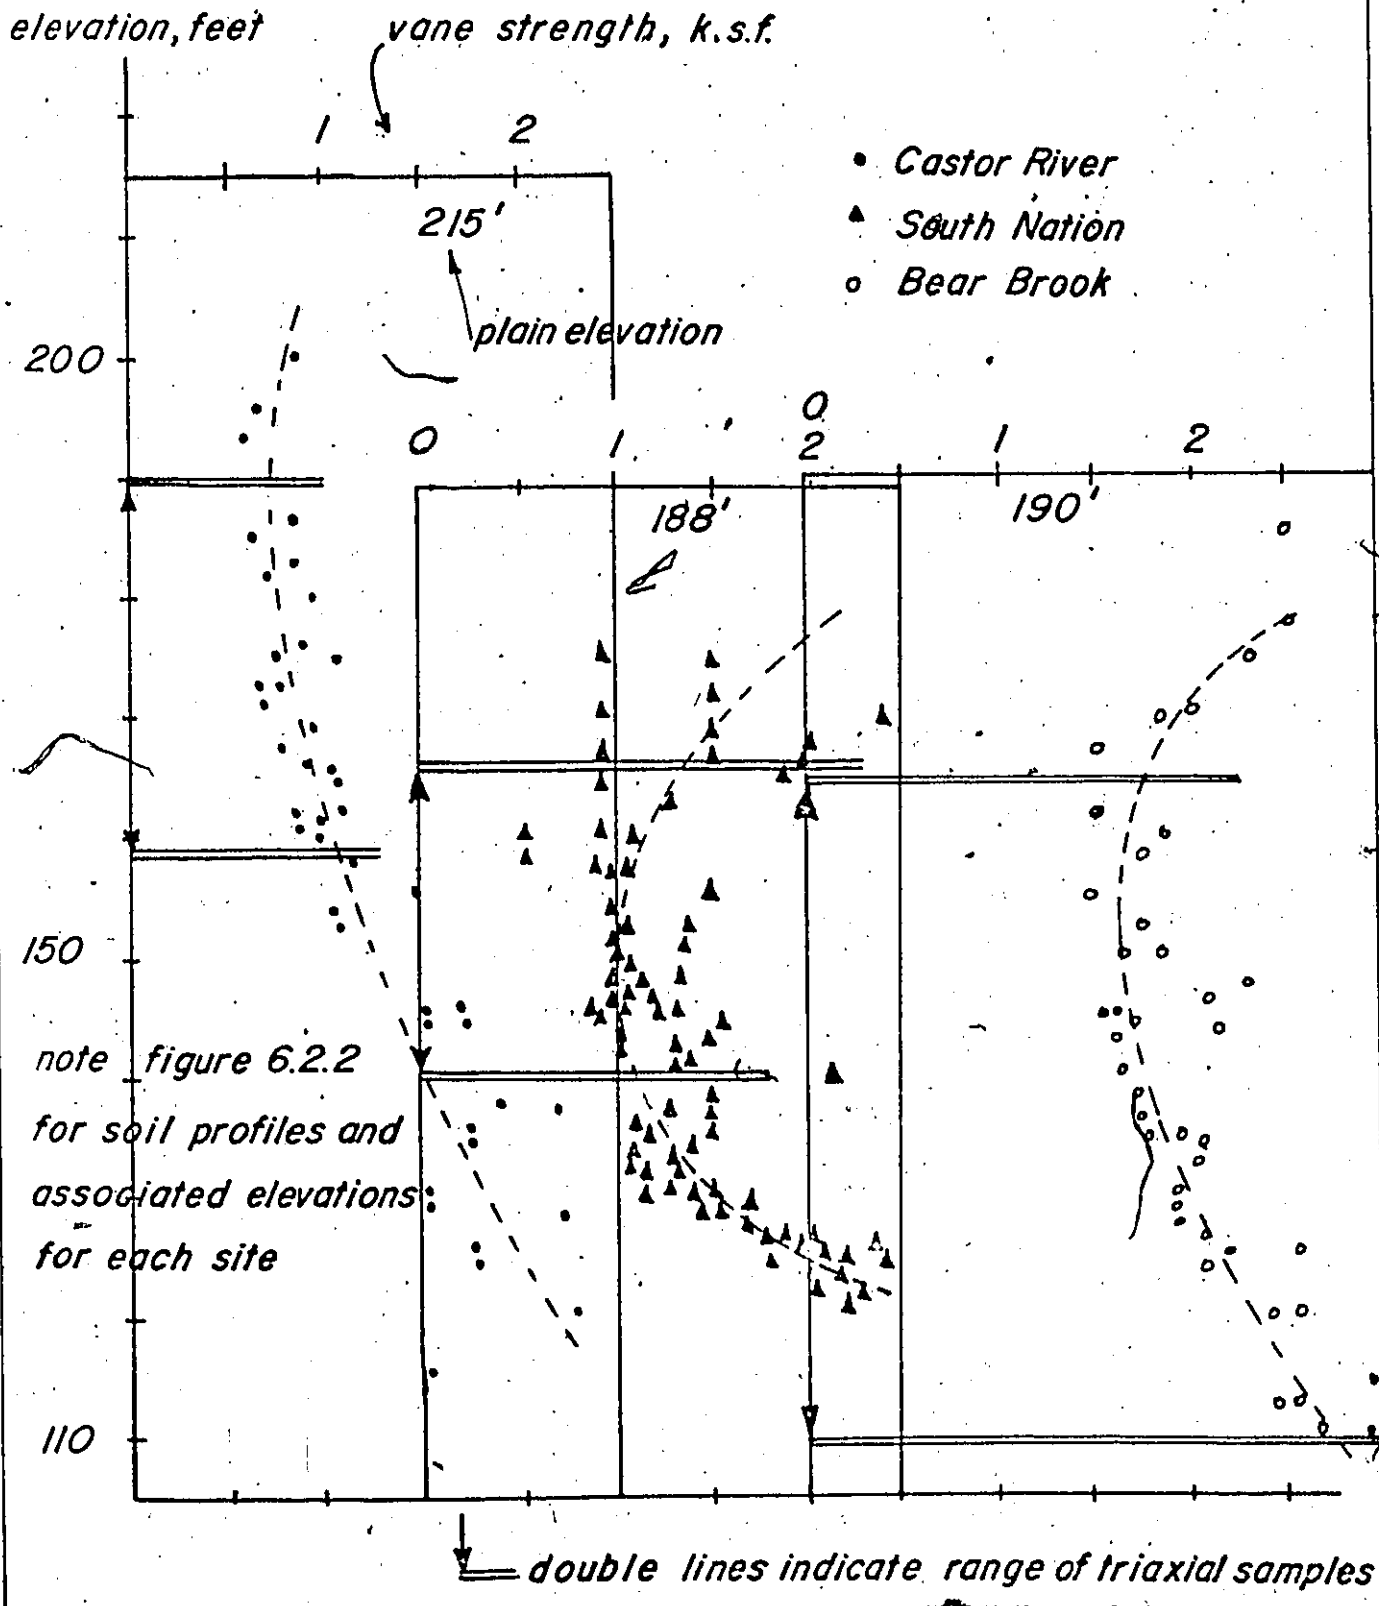 elevation, feet
vane strength, k.s.f.
1 2
215'
plain elevation
• Castor River
▲ South Nation
o Bear Brook
200
0 1 2
0 1 2
188'
190'
150
note figure 6.2.2
for soil profiles and
associated elevations
for each site
110
double lines indicate range of triaxial samples